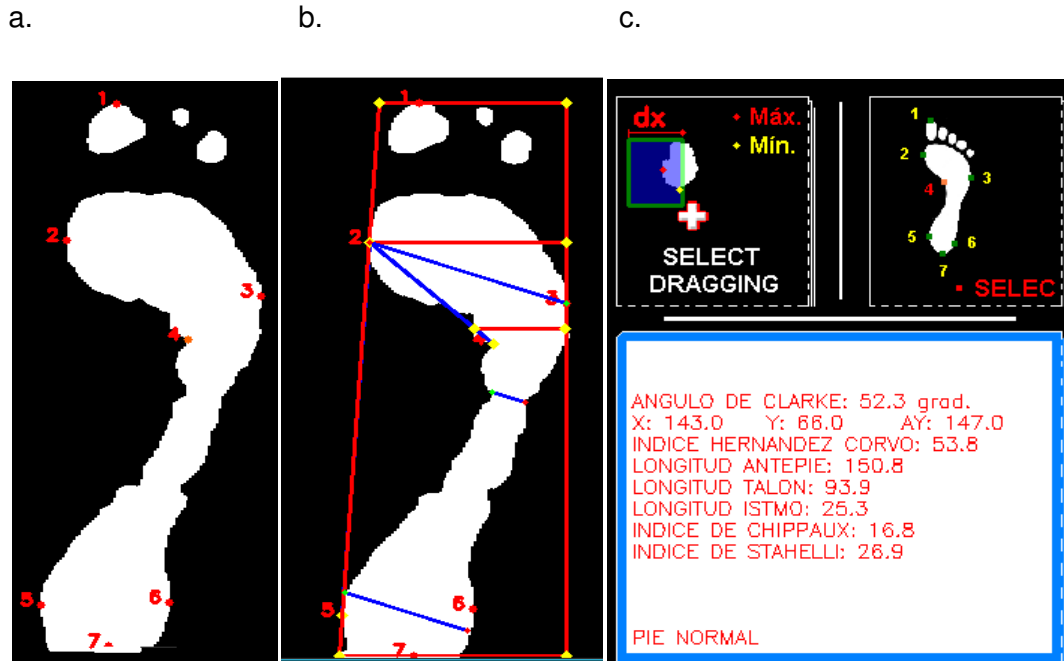 a.
b.
c.
1
2
3
4
5
6
7
1
2
3
4
5
6
7
dx
Máx.
Mín.
SELECT
DRAGGING
1
2
3
4
5
6
7
SELEC
ANGULO DE CLARKE: 52.3 grad.
X: 143.0 Y: 66.0 AY: 147.0
INDICE HERNANDEZ CORVO: 53.8
LONGITUD ANTEPIE: 150.8
LONGITUD TALON: 93.9
LONGITUD ISTMO: 25.3
INDICE DE CHIPPAUX: 16.8
INDICE DE STAHELLI: 26.9
PIE NORMAL